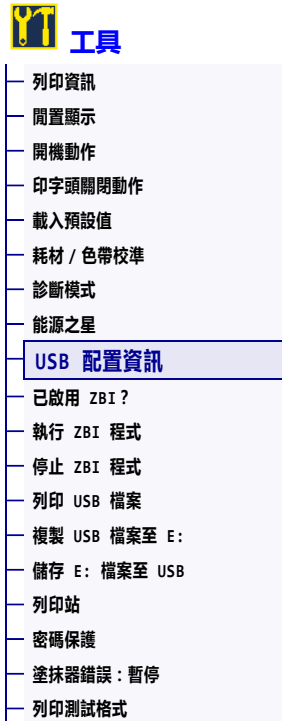 工具
列印資訊
閒置顯示
開機動作
印字頭關閉動作
載入預設值
耗材 / 色帶校準
診斷模式
能源之星
USB 配置資訊
已啟用 ZBI？
執行 ZBI 程式
停止 ZBI 程式
列印 USB 檔案
複製 USB 檔案至 E:
儲存 E: 檔案至 USB
列印站
密碼保護
塗抹器錯誤：暫停
列印測試格式